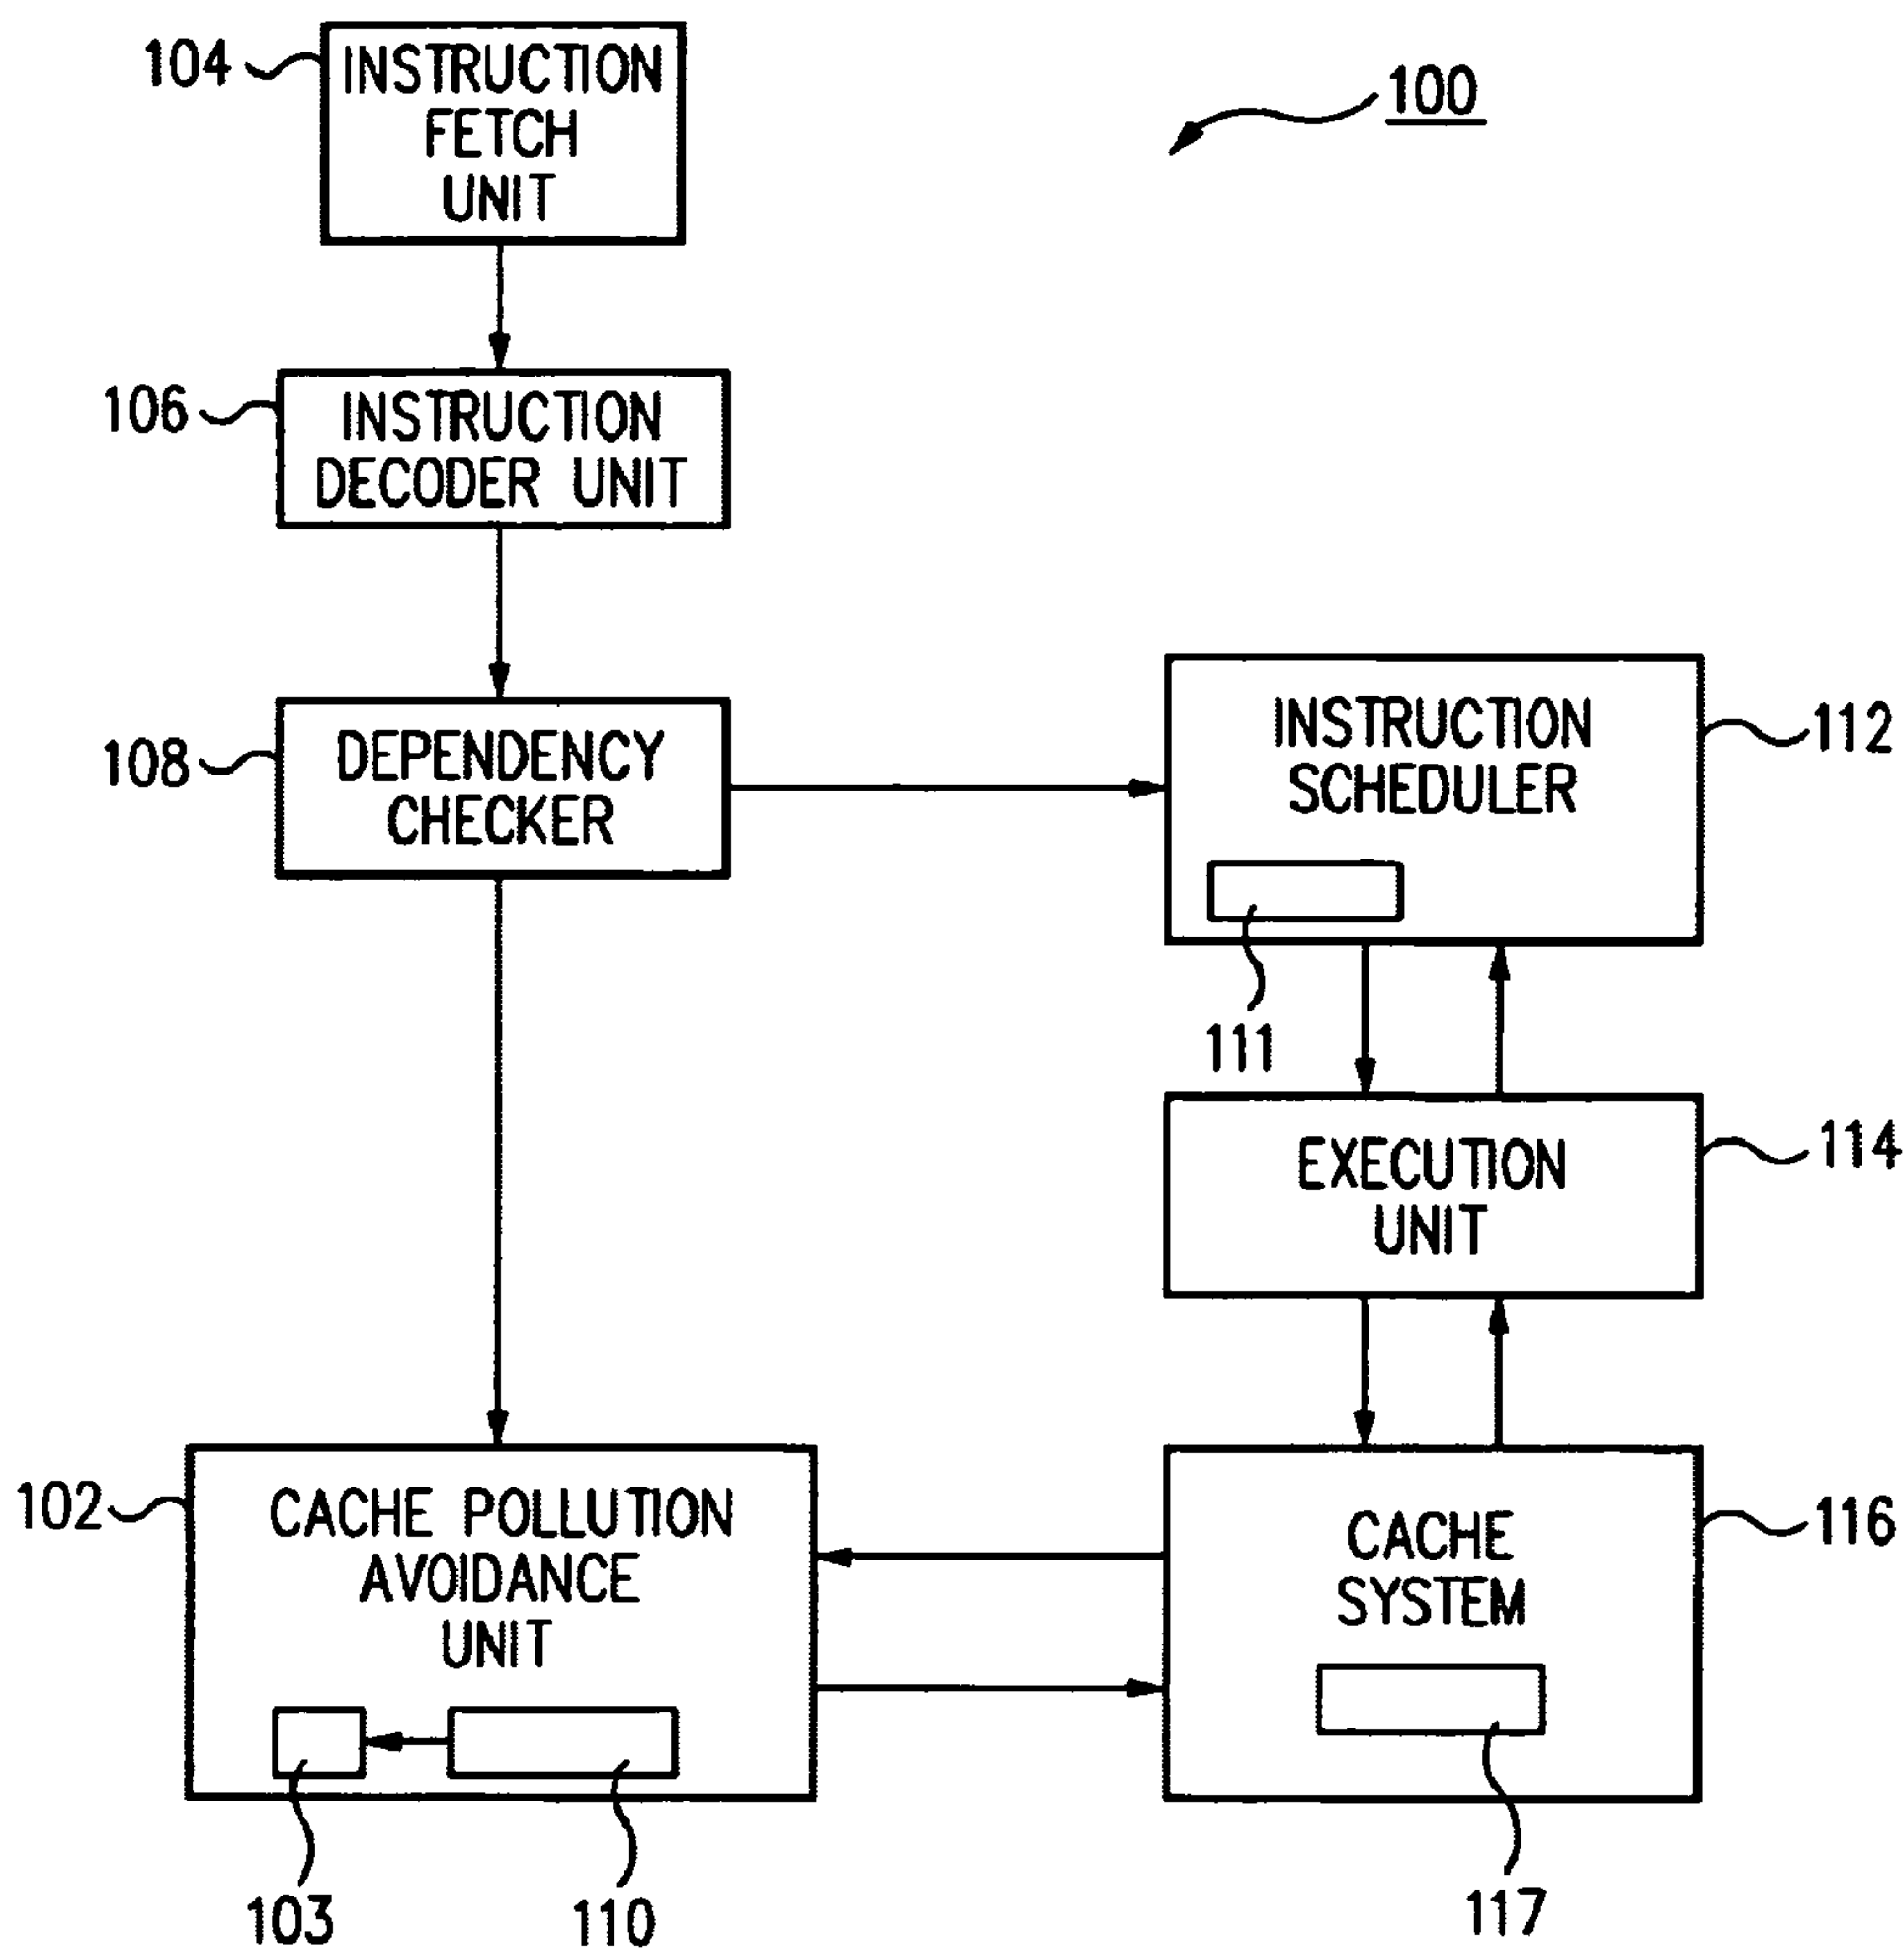 104
INSTRUCTION
FETCH
UNIT
100
106
INSTRUCTION
DECODER UNIT
108
DEPENDENCY
CHECKER
INSTRUCTION
SCHEDULER
112
111
EXECUTION
UNIT
114
102
CACHE POLLUTION
AVOIDANCE
UNIT
CACHE
SYSTEM
116
103
110
117